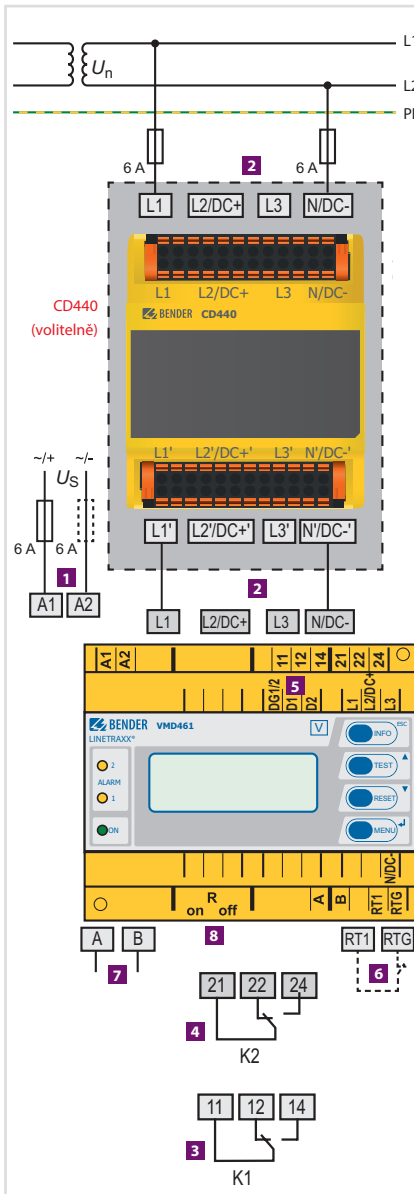 L1
Un
L2
PE
6 A 2 6 A
L1 L2/DC+ L3 N/DC-
L1 L2/DC+ L3 N/DC-
CD440
(volitelně)
BENDER CD440
L1' L2'/DC+' L3' N'/DC-'
~/+ ~/-
US
L1' L2'/DC+' L3' N'/DC-'
6 A 6 A
1
2
A1 A2
L1 L2/DC+ L3 N/DC-
A1 A2 11 12 14 21 22 24
5
DG1/2 D1 D2 L1 L2/DC+ L3
BENDER VMD461 V INFO ESC
LINETRAXX®
2 TEST
ALARM
1 RESET
ON MENU
N/DC-
R
on off
A B RT1 RTG
A B 8 RT1 RTG
7 6
21 22 24
4
K2
11 12 14
3
K1